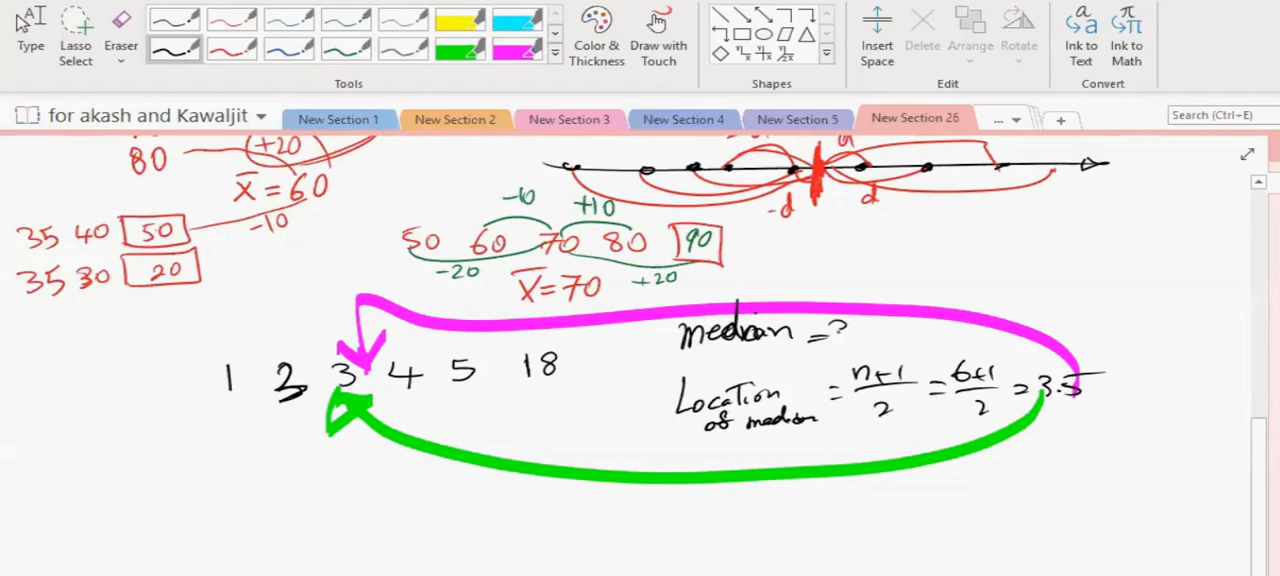 Type
Lasso Select
Eraser
Color & Thickness
Draw with Touch
Insert Space
Delete
Arrange
Rotate
Ink to Text
Ink to Math
Tools
Shapes
Edit
Convert
for akash and Kawaljit
New Section 1
New Section 2
New Section 3
New Section 4
New Section 5
New Section 26
...
Search (Ctrl+E)
80
+20
X̅=60
-10
35 40 50
35 30 20
-d
d
-10 +10
50 60 70 80 90
-20 +20
X̅=70
median = ?
1 2 3 4 5 18
Location of median = n+1/2 = 6+1/2 = 3.5